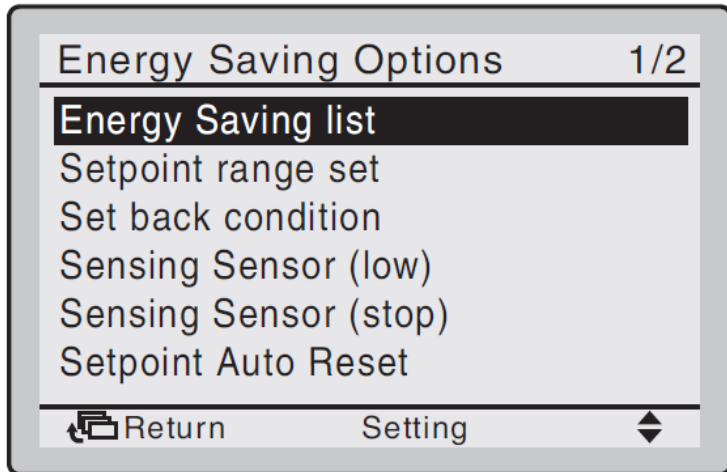 Energy Saving Options 1/2
Energy Saving list
Setpoint range set
Set back condition
Sensing Sensor (low)
Sensing Sensor (stop)
Setpoint Auto Reset
Return Setting